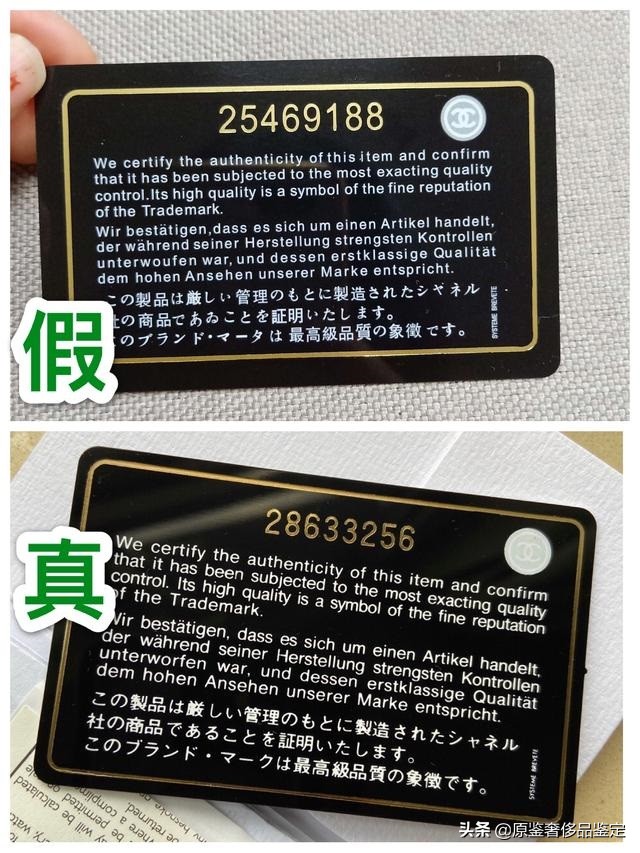 25469188
We certify the authenticity of this item and confirm
that it has been subjected to the most exacting quality
control.Its high quality is a symbol of the fine reputation
of the Trademark.
Wir bestätigen,dass es sich um einen Artikel handelt,
der während seiner Herstellung strengsten Kontrollen
unterwoufen war, und dessen erstklassige Qualität
dem hohen Ansehen unserer Marke entspricht.
この製品は厳しい管理のもとに製造されたシャネル
社の商品であゐことを証明いたします。
このブランド・マータは最高級品質の象徴です。
SYSTEME BREVETE
假
28633256
We certify the authenticity of this item and confirm
that it has been subjected to the most exacting quality
control. Its high quality is a symbol of the fine reputation
of the Trademark.
Wir bestätigen, dass es sich um einen Artikel handelt,
der während seiner Herstellung strengsten Kontrollen
unterworfen war, und dessen erstklassige Qualität
dem hohen Ansehen unserer Marke entspricht.
この製品は厳しい管理のもとに製造されたシャネル
社の商品であることを証明いたします。
このブランド・マークは最高級品質の象徴です。
SYSTEME BREVETE
真
will be calculated
a permitted
returned
compliment
头条 @原鉴奢侈品鉴定